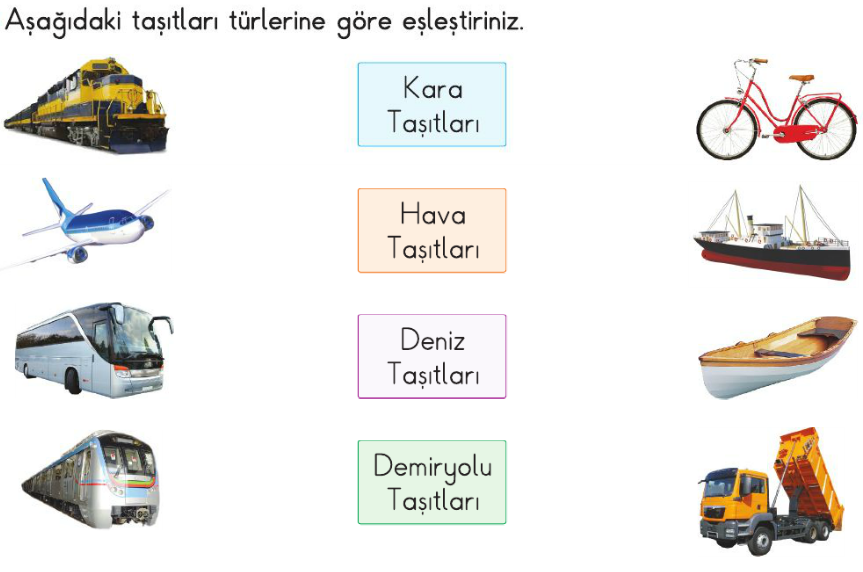 Aşağıdaki taşıtları türlerine göre eşleştiriniz.
Kara
Taşıtları
Hava
Taşıtları
Deniz
Taşıtları
Demiryolu
Taşıtları